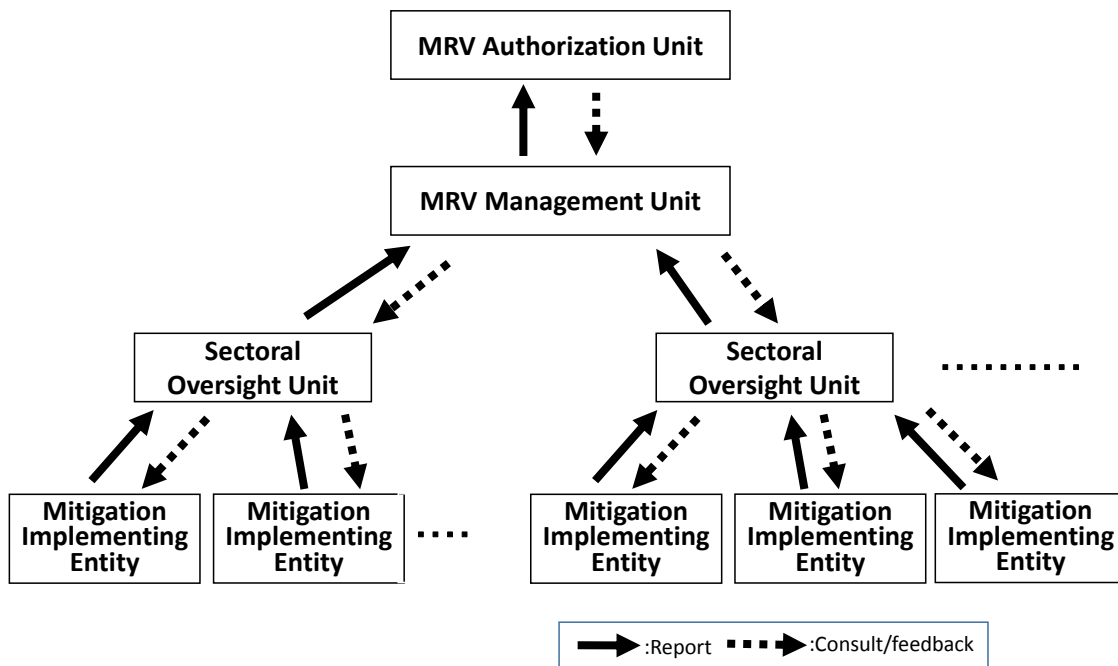 MRV Authorization Unit
MRV Management Unit
Sectoral
Oversight Unit
Sectoral
Oversight Unit
Mitigation
Implementing
Entity
Mitigation
Implementing
Entity
Mitigation
Implementing
Entity
Mitigation
Implementing
Entity
Mitigation
Implementing
Entity
:Report :Consult/feedback